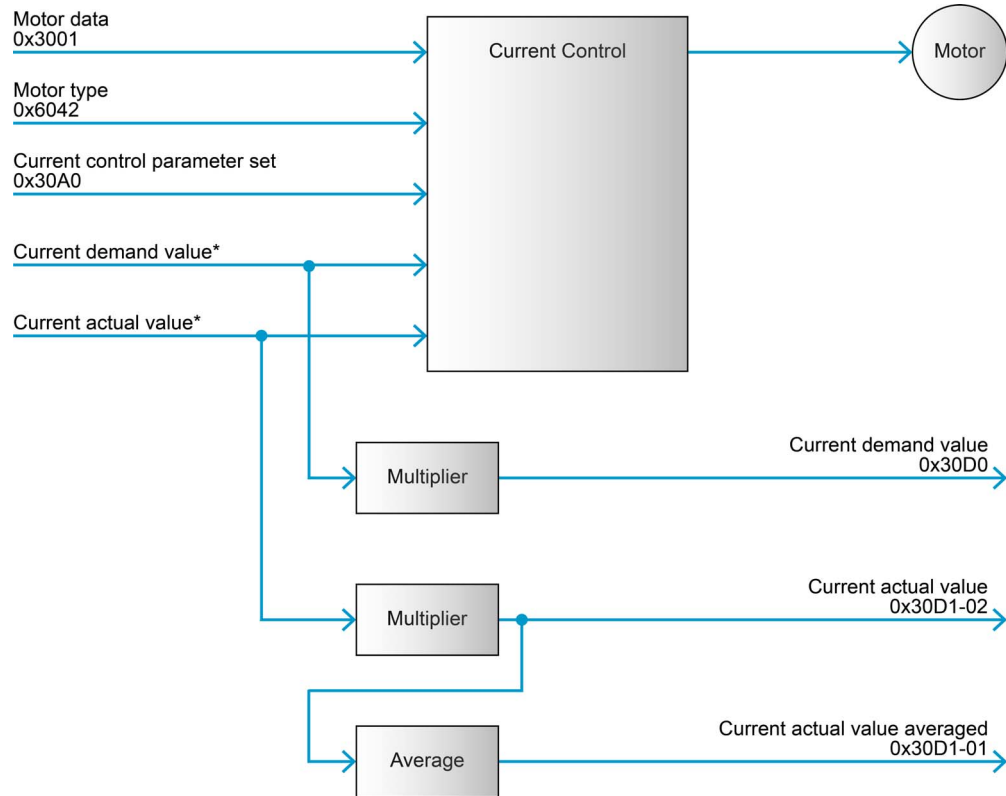 Motor data
0x3001
Current Control
Motor
Motor type
0x6042
Current control parameter set
0x30A0
Current demand value*
Current actual value*
Multiplier
Current demand value
0x30D0
Multiplier
Current actual value
0x30D1-02
Average
Current actual value averaged
0x30D1-01